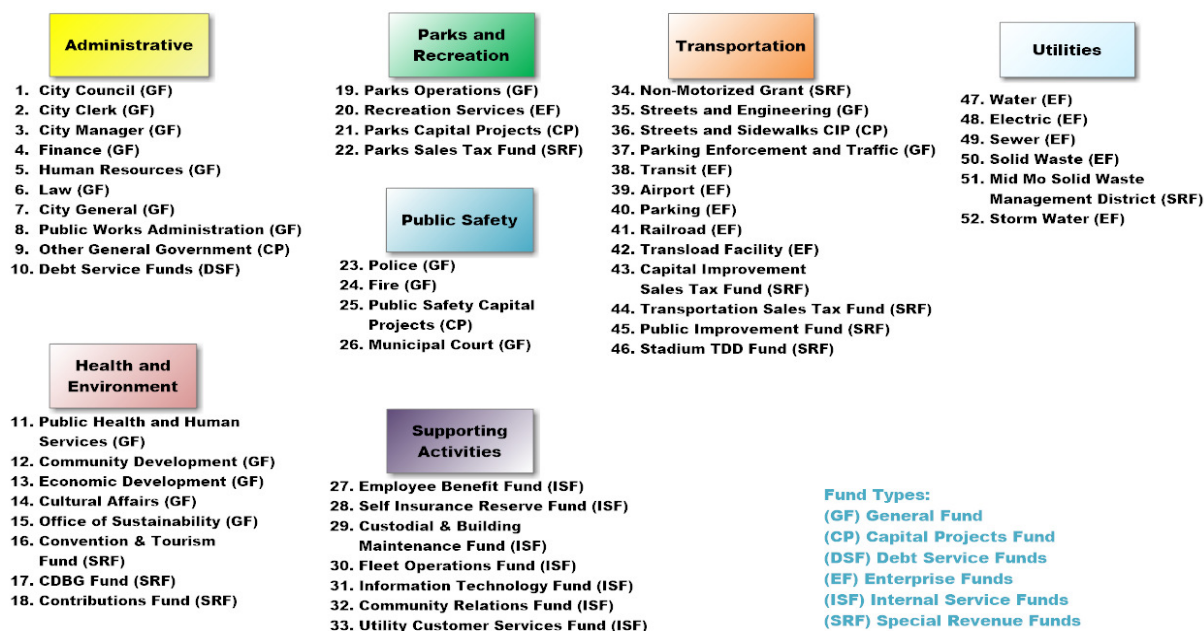 Administrative
1. City Council (GF)
2. City Clerk (GF)
3. City Manager (GF)
4. Finance (GF)
5. Human Resources (GF)
6. Law (GF)
7. City General (GF)
8. Public Works Administration (GF)
9. Other General Government (CP)
10. Debt Service Funds (DSF)
Health and
Environment
11. Public Health and Human
Services (GF)
12. Community Development (GF)
13. Economic Development (GF)
14. Cultural Affairs (GF)
15. Office of Sustainability (GF)
16. Convention & Tourism
Fund (SRF)
17. CDBG Fund (SRF)
18. Contributions Fund (SRF)
Parks and
Recreation
19. Parks Operations (GF)
20. Recreation Services (EF)
21. Parks Capital Projects (CP)
22. Parks Sales Tax Fund (SRF)
Public Safety
23. Police (GF)
24. Fire (GF)
25. Public Safety Capital
Projects (CP)
26. Municipal Court (GF)
Supporting
Activities
27. Employee Benefit Fund (ISF)
28. Self Insurance Reserve Fund (ISF)
29. Custodial & Building
Maintenance Fund (ISF)
30. Fleet Operations Fund (ISF)
31. Information Technology Fund (ISF)
32. Community Relations Fund (ISF)
33. Utility Customer Services Fund (ISF)
Transportation
34. Non-Motorized Grant (SRF)
35. Streets and Engineering (GF)
36. Streets and Sidewalks CIP (CP)
37. Parking Enforcement and Traffic (GF)
38. Transit (EF)
39. Airport (EF)
40. Parking (EF)
41. Railroad (EF)
42. Transload Facility (EF)
43. Capital Improvement
Sales Tax Fund (SRF)
44. Transportation Sales Tax Fund (SRF)
45. Public Improvement Fund (SRF)
46. Stadium TDD Fund (SRF)
Utilities
47. Water (EF)
48. Electric (EF)
49. Sewer (EF)
50. Solid Waste (EF)
51. Mid Mo Solid Waste
Management District (SRF)
52. Storm Water (EF)
Fund Types:
(GF) General Fund
(CP) Capital Projects Fund
(DSF) Debt Service Funds
(EF) Enterprise Funds
(ISF) Internal Service Funds
(SRF) Special Revenue Funds